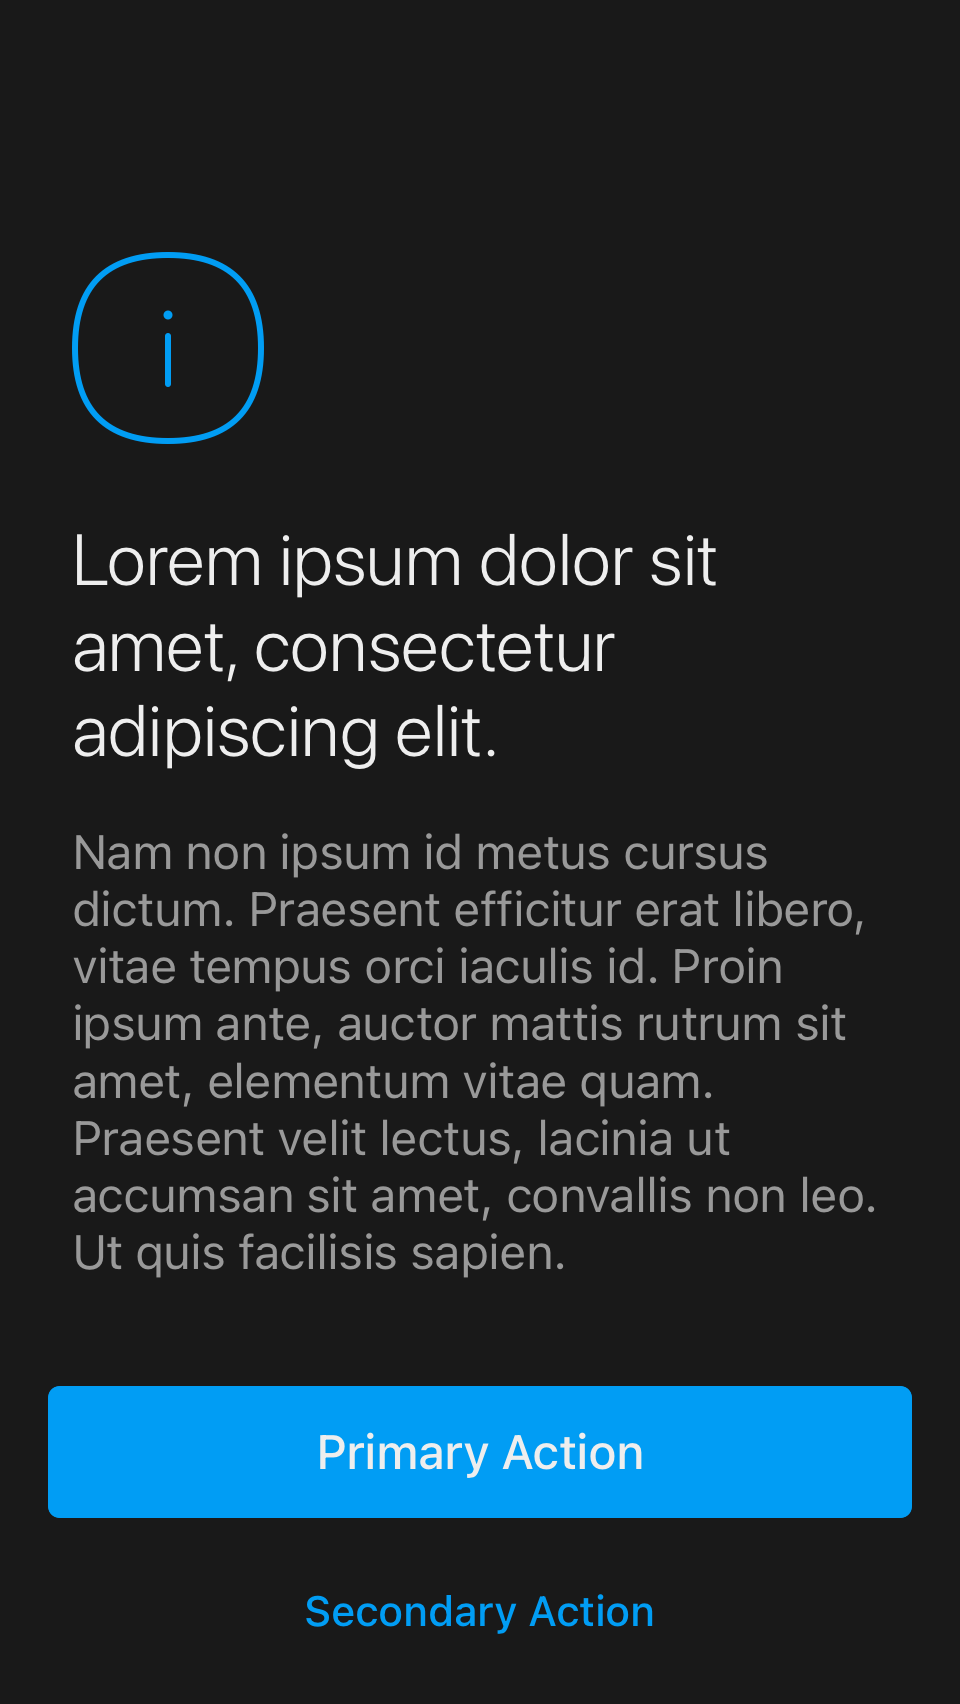 Lorem ipsum dolor sit
amet, consectetur
adipiscing elit.
Nam non ipsum id metus cursus
dictum. Praesent efficitur erat libero,
vitae tempus orci iaculis id. Proin
ipsum ante, auctor mattis rutrum sit
amet, elementum vitae quam.
Praesent velit lectus, lacinia ut
accumsan sit amet, convallis non leo.
Ut quis facilisis sapien.
Primary Action
Secondary Action